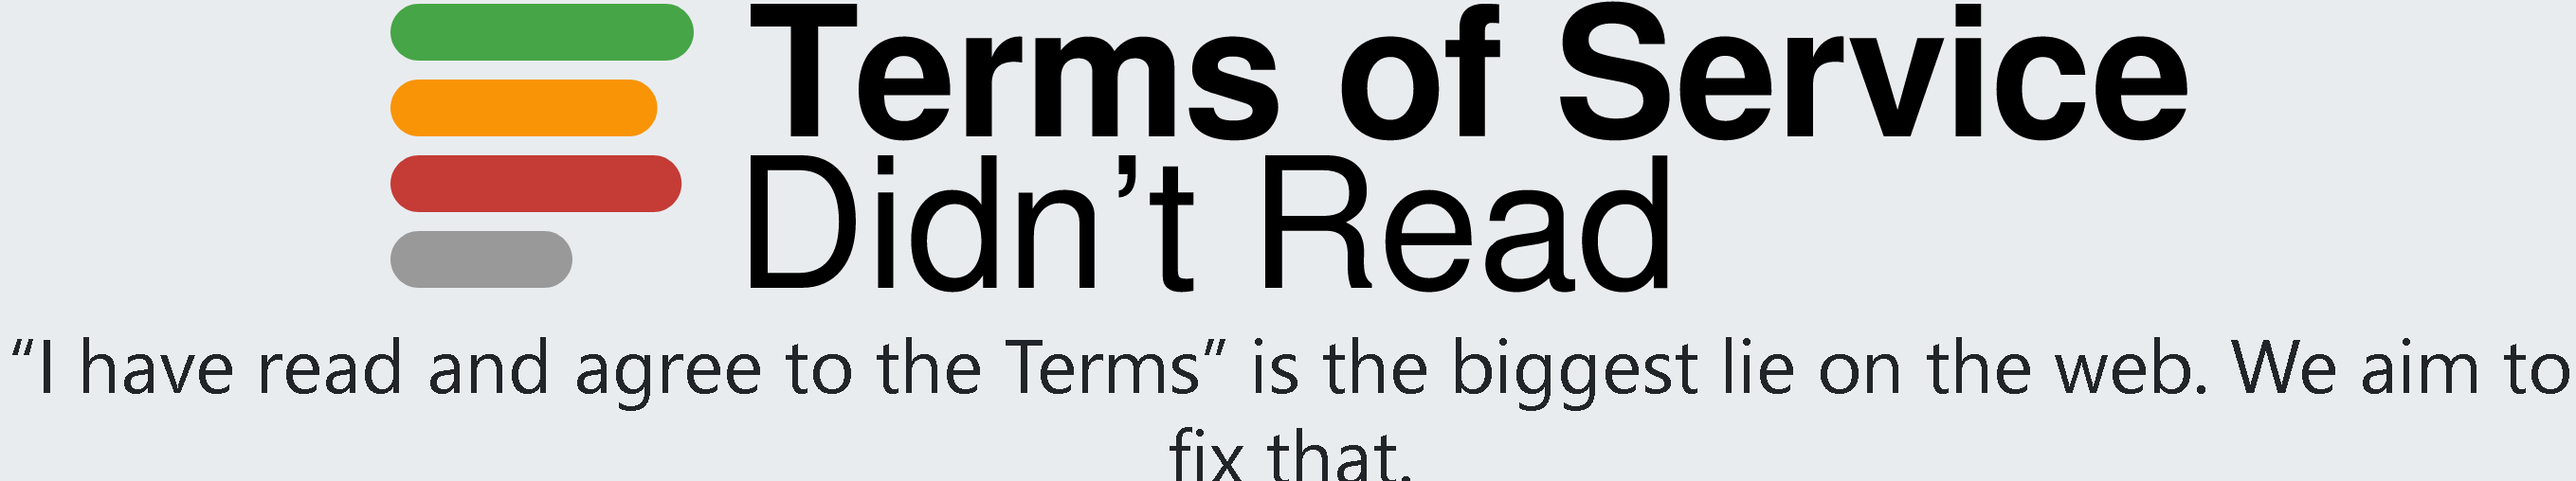 Terms of Service
Didn’t Read
“I have read and agree to the Terms” is the biggest lie on the web. We aim to
fix that.